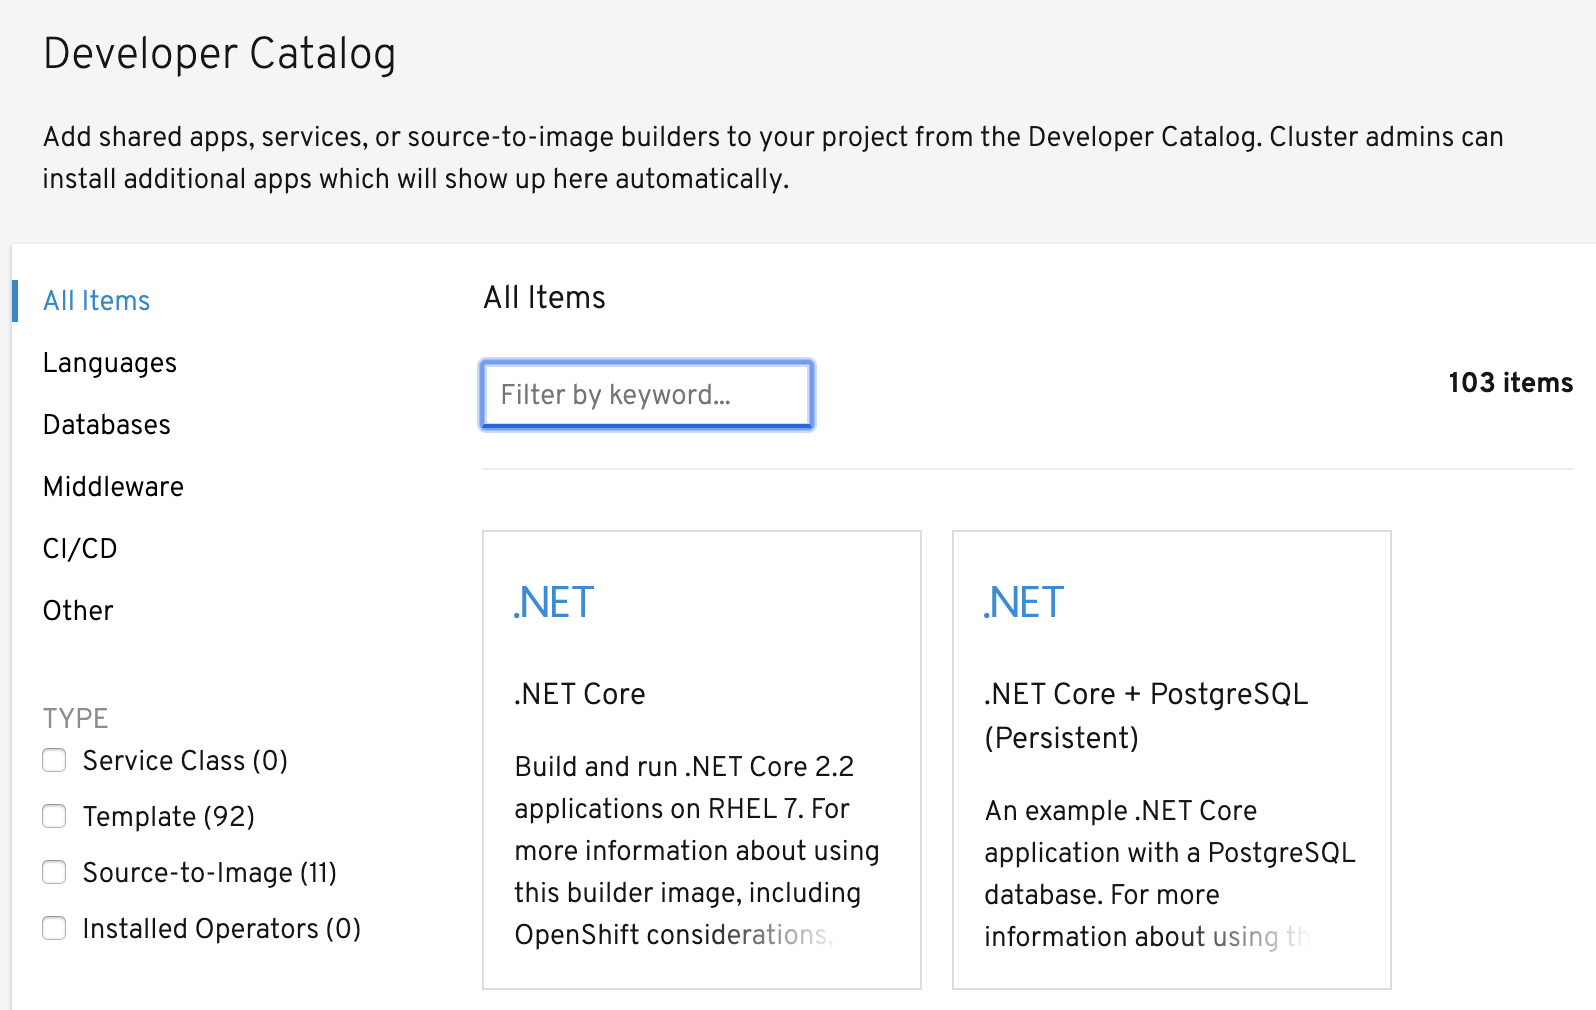 Developer Catalog
Add shared apps, services, or source-to-image builders to your project from the Developer Catalog. Cluster admins can
install additional apps which will show up here automatically.
All Items
Languages
Databases
Middleware
CI/CD
Other
TYPE
Service Class (0)
Template (92)
Source-to-Image (11)
Installed Operators (0)
All Items
Filter by keyword...
103 items
.NET
.NET Core
Build and run .NET Core 2.2
applications on RHEL 7. For
more information about using
this builder image, including
OpenShift considerations,
.NET
.NET Core + PostgreSQL
(Persistent)
An example .NET Core
application with a PostgreSQL
database. For more
information about using th